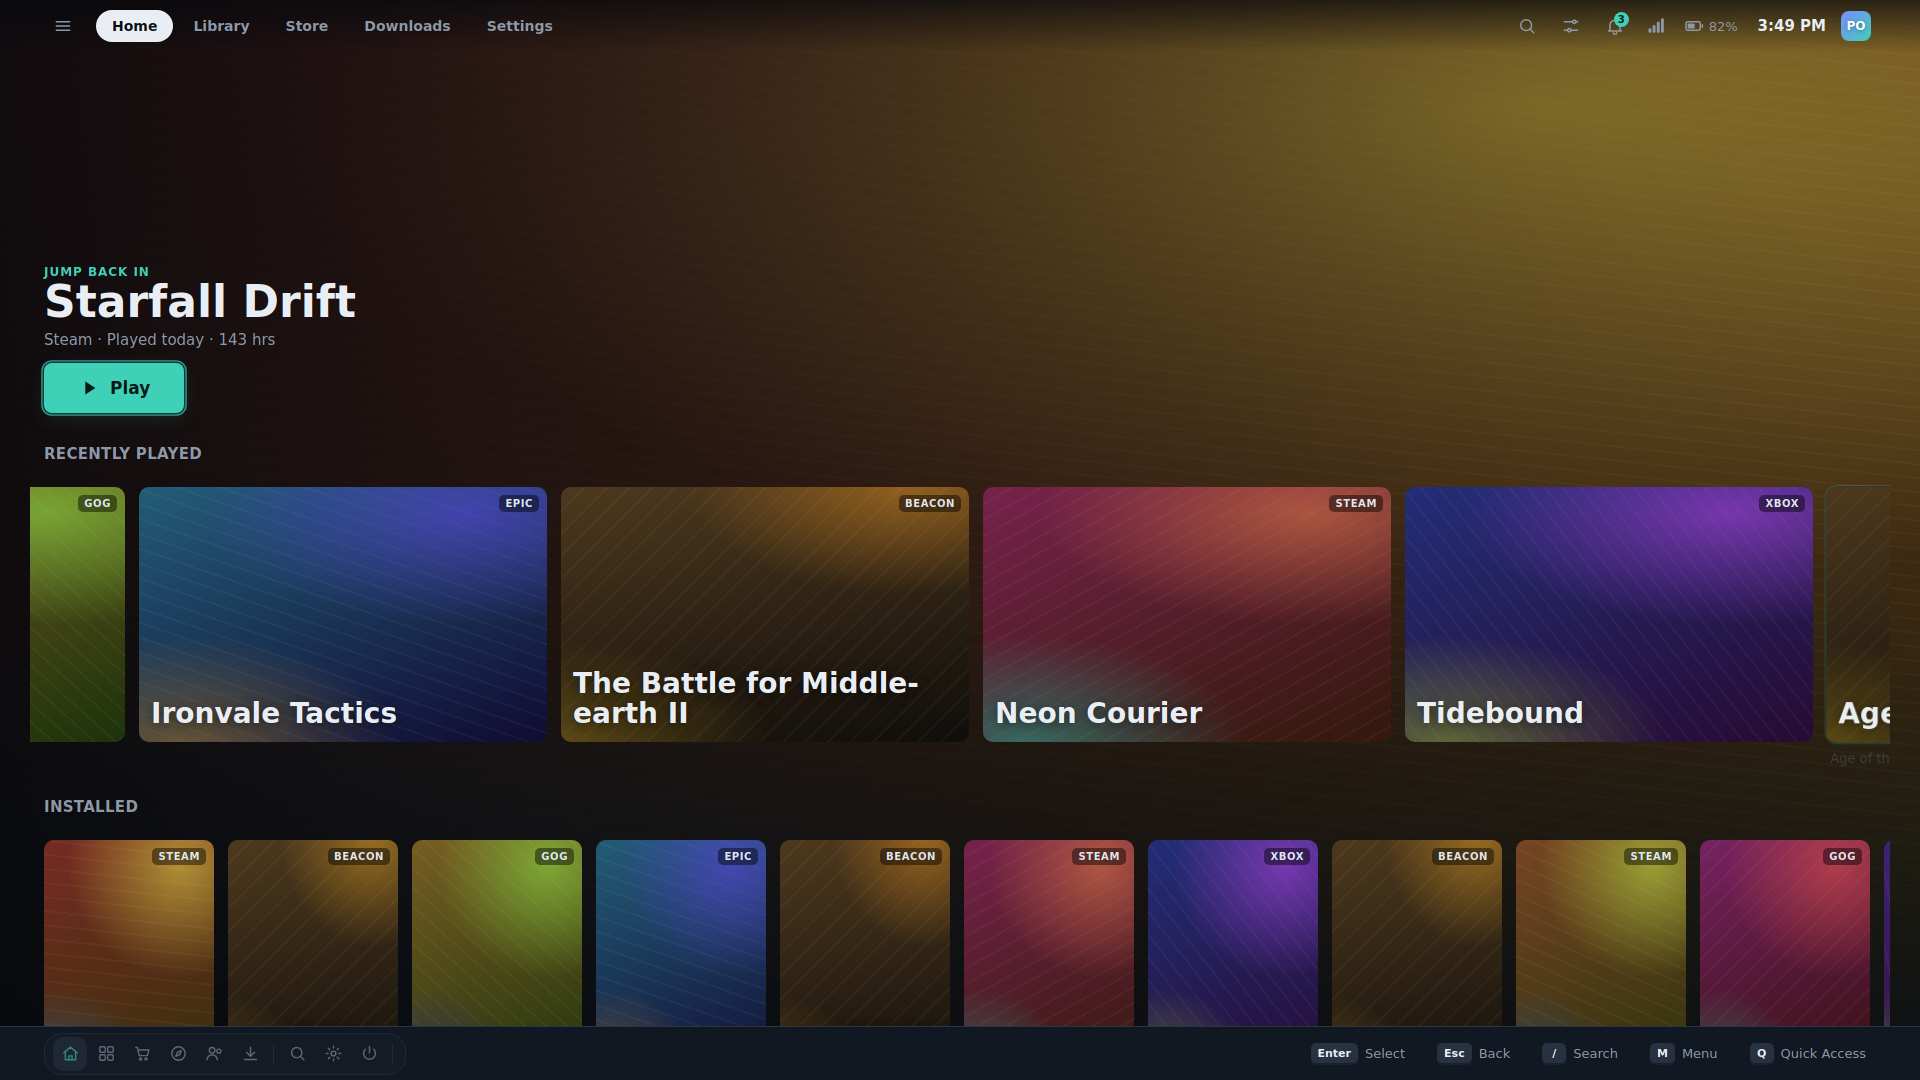 Home
Library
Store
Downloads
Settings
3
82%
3:49 PM
PO
JUMP BACK IN
Starfall Drift
Steam · Played today · 143 hrs
Play
RECENTLY PLAYED
GOG
EPIC
Ironvale Tactics
BEACON
The Battle for Middle-
earth II
STEAM
Neon Courier
XBOX
Tidebound
Age
Age of th
INSTALLED
STEAM
BEACON
GOG
EPIC
BEACON
STEAM
XBOX
BEACON
STEAM
GOG
Enter Select
Esc Back
/ Search
M Menu
Q Quick Access